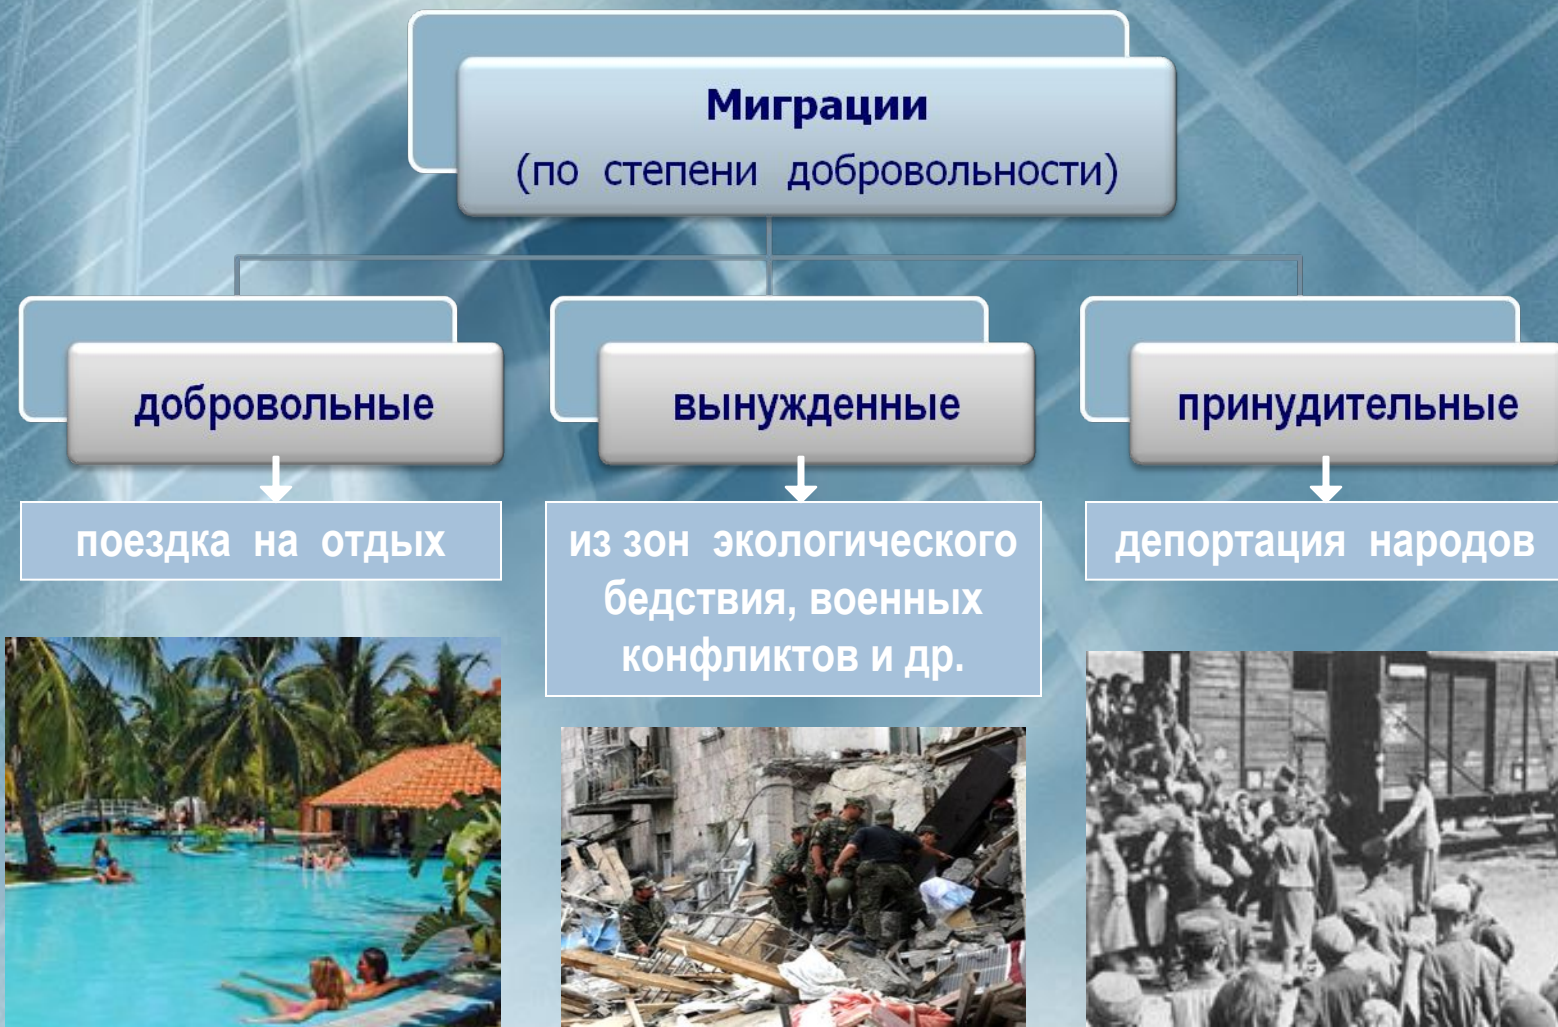 Миграции
(по степени добровольности)
добровольные
вынужденные
принудительные
поездка на отдых
из зон экологического
бедствия, военных
конфликтов и др.
депортация народов